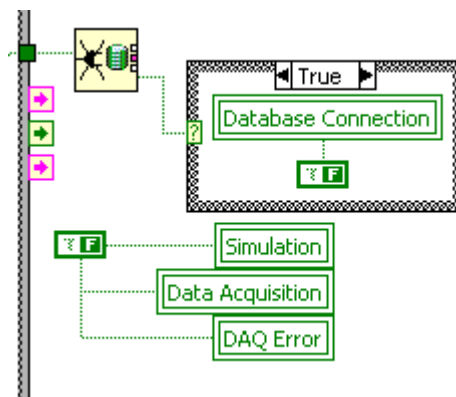 True
Database Connection
?
F
F
Simulation
Data Acquisition
DAQ Error